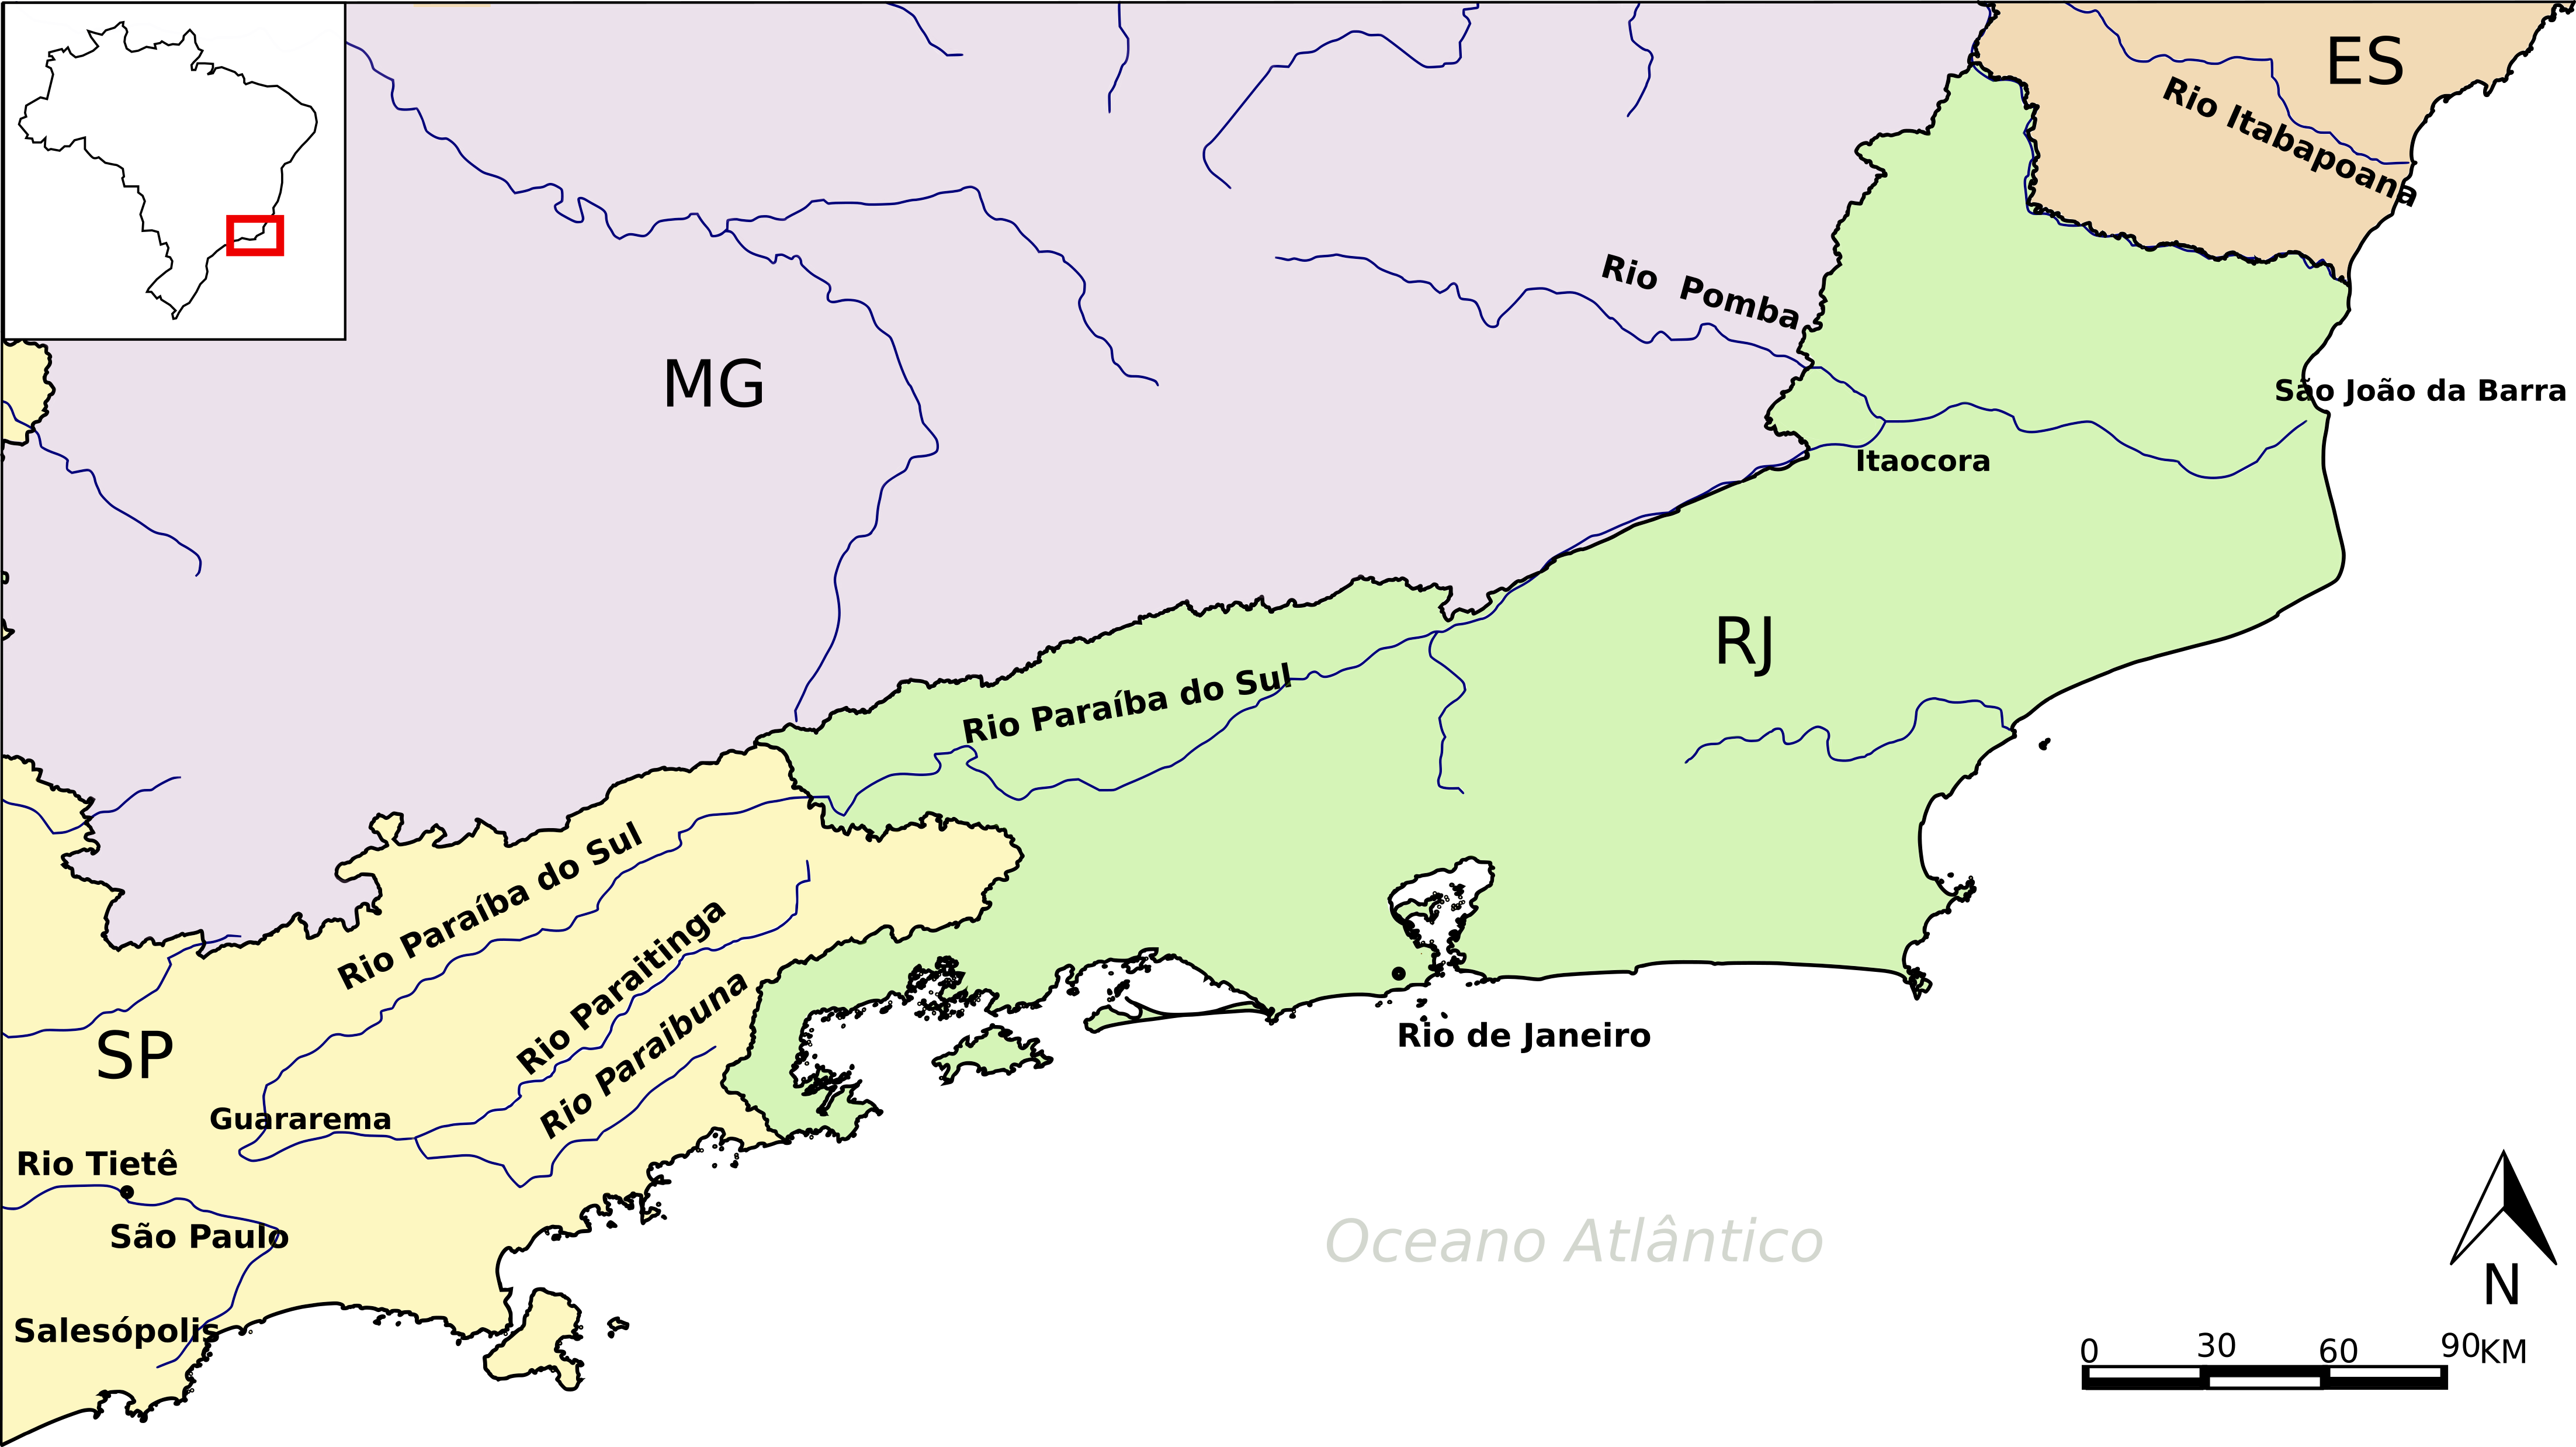 ES
Rio Itabapoana
Rio Pomba
MG
São João da Barra
Itaocora
RJ
Rio Paraíba do Sul
Rio Paraíba do Sul
Rio Paraitinga
Rio Paraibuna
SP
Rio de Janeiro
Guararema
Rio Tietê
São Paulo
Oceano Atlântico
Salesópolis
N
0 30 60 90KM